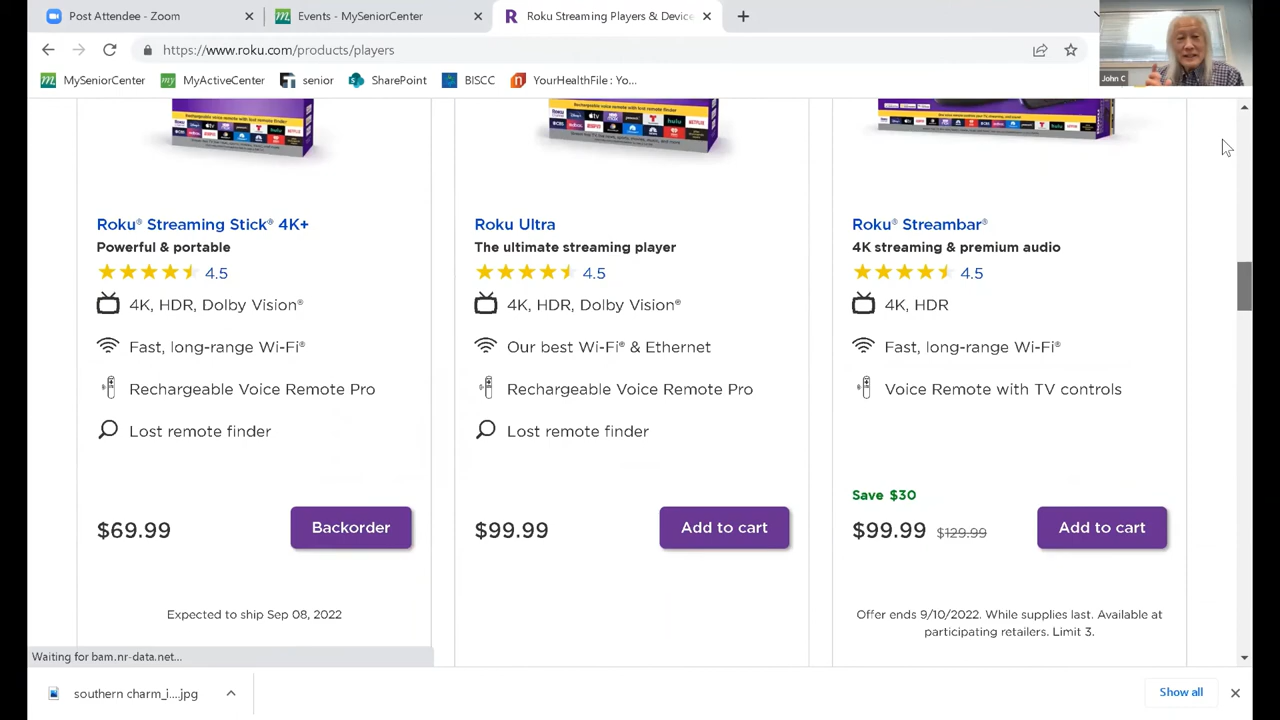 Post Attendee - Zoom
Events - MySeniorCenter
Roku Streaming Players & Device
https://www.roku.com/products/players
MySeniorCenter
MyActiveCenter
senior
SharePoint
BISCC
YourHealthFile : Yo...
John C
hulu
NETFLIX
hulu
Roku® Streaming Stick® 4K+
Powerful & portable
4.5
4K, HDR, Dolby Vision®
Fast, long-range Wi-Fi®
Rechargeable Voice Remote Pro
Lost remote finder
$69.99
Backorder
Expected to ship Sep 08, 2022
Roku Ultra
The ultimate streaming player
4.5
4K, HDR, Dolby Vision®
Our best Wi-Fi® & Ethernet
Rechargeable Voice Remote Pro
Lost remote finder
$99.99
Add to cart
Roku® Streambar®
4K streaming & premium audio
4.5
4K, HDR
Fast, long-range Wi-Fi®
Voice Remote with TV controls
Save $30
$99.99 $129.99
Add to cart
Offer ends 9/10/2022. While supplies last. Available at
participating retailers. Limit 3.
Waiting for bam.nr-data.net...
southern charm_i....jpg
Show all